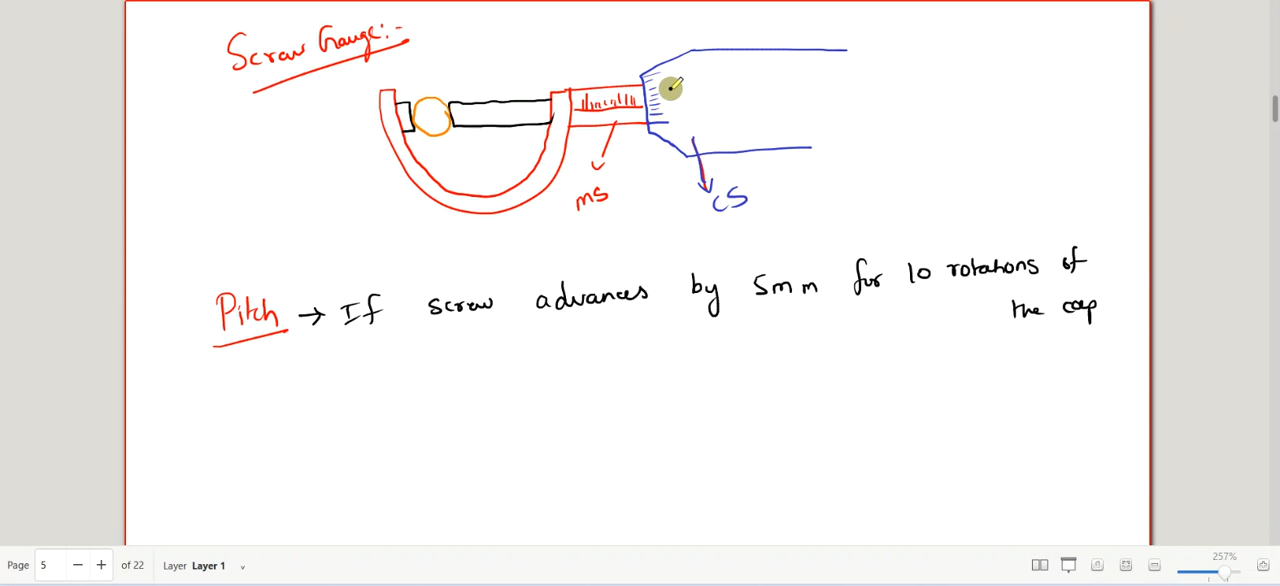 Screw Gauge:-
MS
CS
Pitch → If screw advances by 5mm for 10 rotations of
the cap
Page 5 of 22 Layer Layer 1 257%